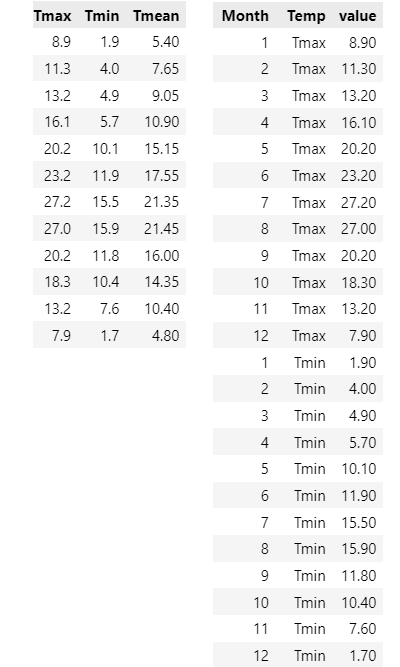 Tmax Tmin Tmean
8.9 1.9 5.40
11.3 4.0 7.65
13.2 4.9 9.05
16.1 5.7 10.90
20.2 10.1 15.15
23.2 11.9 17.55
27.2 15.5 21.35
27.0 15.9 21.45
20.2 11.8 16.00
18.3 10.4 14.35
13.2 7.6 10.40
7.9 1.7 4.80
Month Temp value
1 Tmax 8.90
2 Tmax 11.30
3 Tmax 13.20
4 Tmax 16.10
5 Tmax 20.20
6 Tmax 23.20
7 Tmax 27.20
8 Tmax 27.00
9 Tmax 20.20
10 Tmax 18.30
11 Tmax 13.20
12 Tmax 7.90
1 Tmin 1.90
2 Tmin 4.00
3 Tmin 4.90
4 Tmin 5.70
5 Tmin 10.10
6 Tmin 11.90
7 Tmin 15.50
8 Tmin 15.90
9 Tmin 11.80
10 Tmin 10.40
11 Tmin 7.60
12 Tmin 1.70